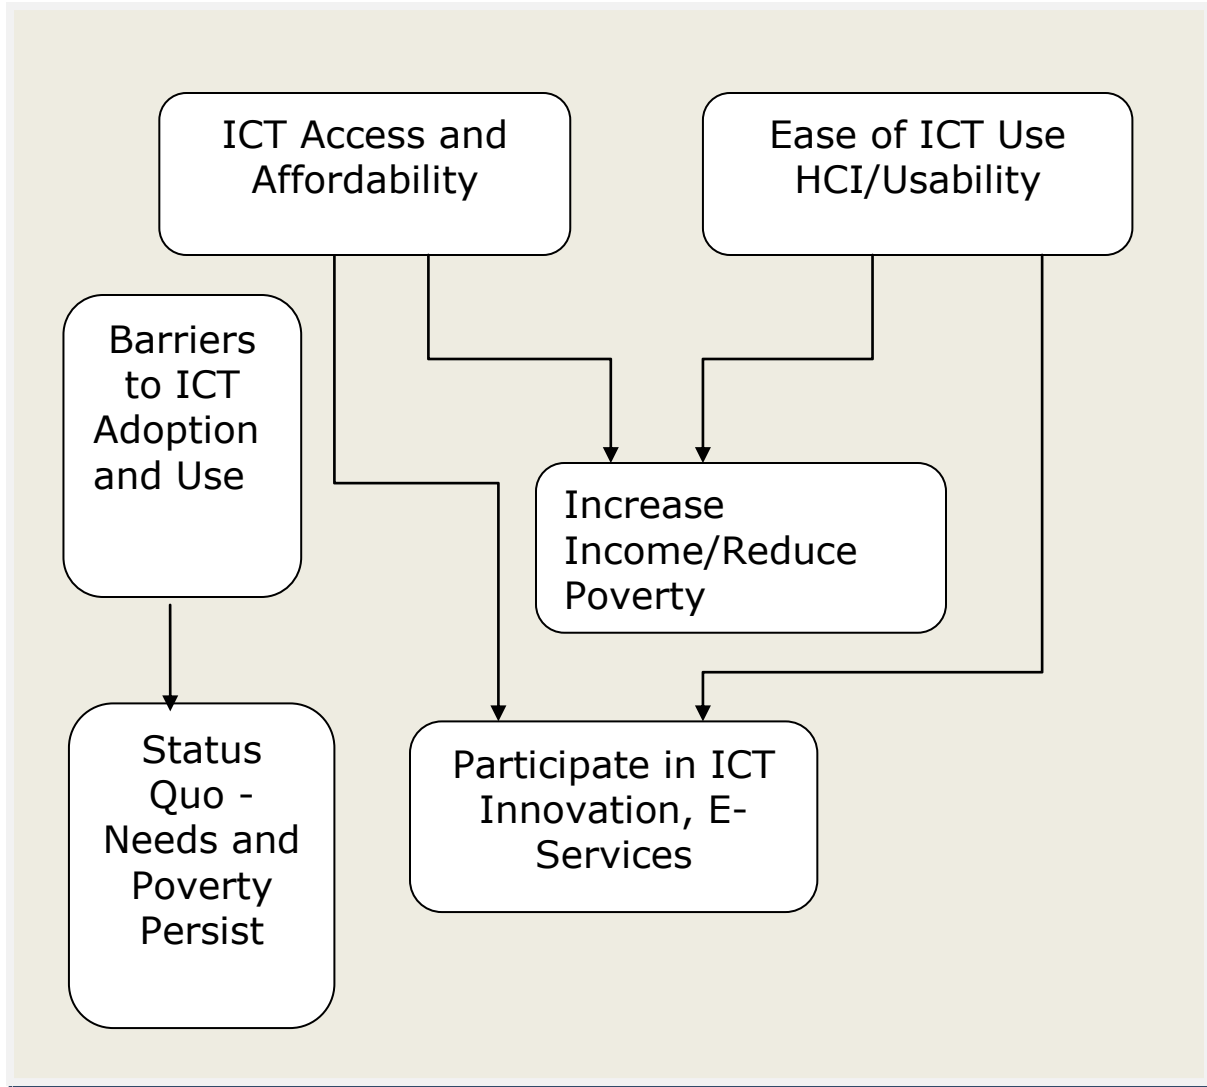 ICT Access and
Affordability
Ease of ICT Use
HCI/Usability
Barriers
to ICT
Adoption
and Use
Increase
Income/Reduce
Poverty
Status
Quo -
Needs and
Poverty
Persist
Participate in ICT
Innovation, E-
Services